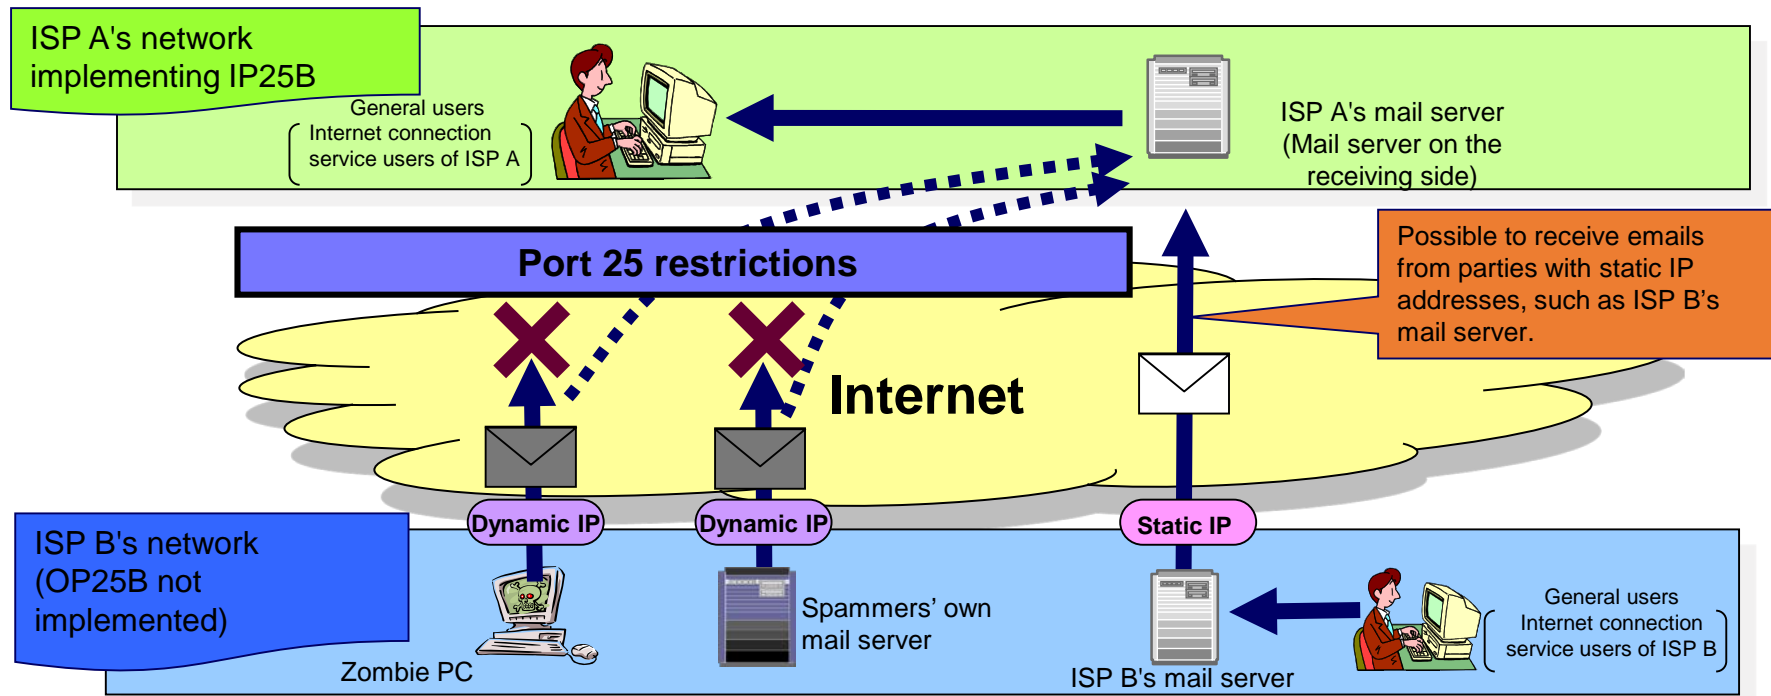 ISP A's network
implementing IP25B
General users
Internet connection
service users of ISP A
ISP A's mail server
(Mail server on the
receiving side)
Port 25 restrictions
Possible to receive emails
from parties with static IP
addresses, such as ISP B’s
mail server.
Internet
Dynamic IP
Dynamic IP
Static IP
ISP B's network
(OP25B not
implemented)
Zombie PC
Spammers’ own
mail server
ISP B's mail server
General users
Internet connection
service users of ISP B